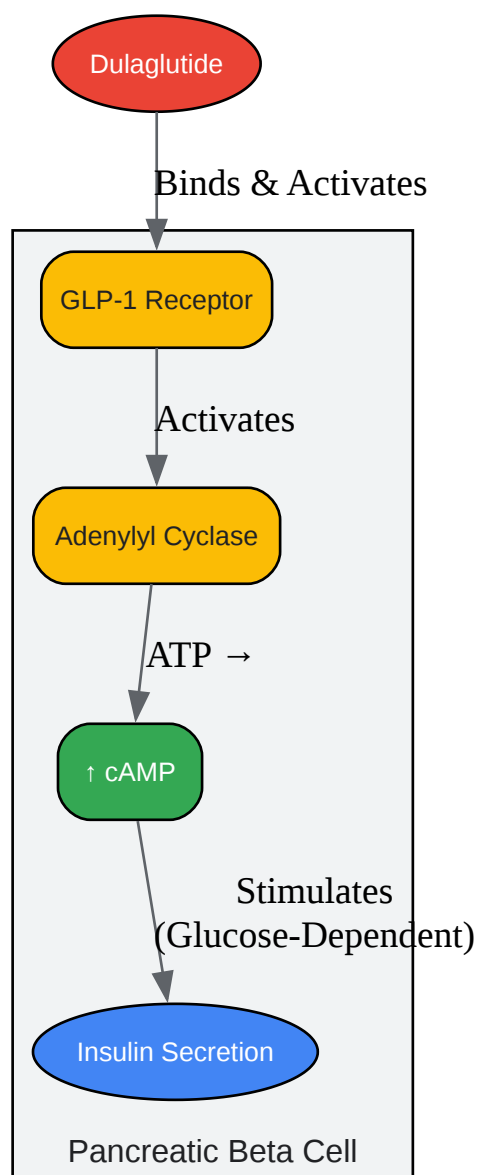 Dulaglutide
Binds & Activates
GLP-1 Receptor
Activates
Adenylyl Cyclase
ATP →
↑ cAMP
Stimulates
(Glucose-Dependent)
Insulin Secretion
Pancreatic Beta Cell